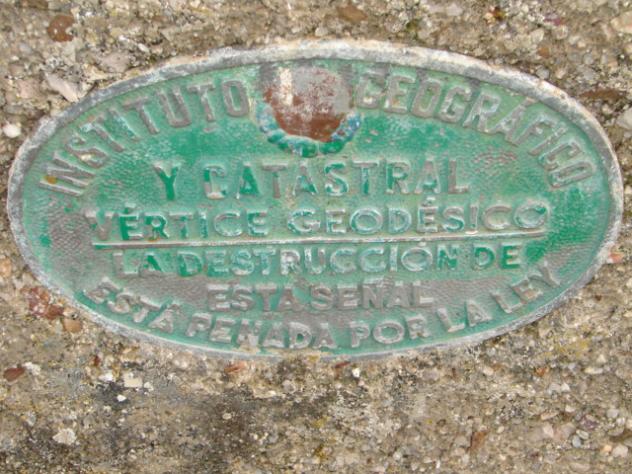 INSTITUTO GEOGRÁFICO
Y CATASTRAL
VÉRTICE GEODÉSICO
LA DESTRUCCIÓN DE
ESTA SEÑAL
ESTÁ PENADA POR LA LEY